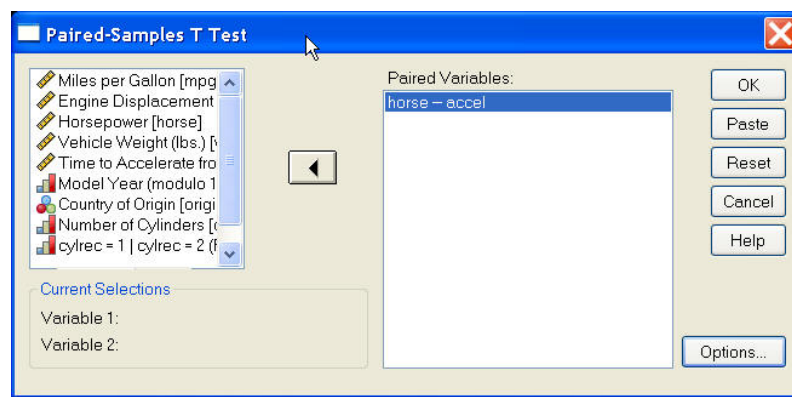 Paired-Samples T Test
Miles per Gallon [mpg
Engine Displacement
Horsepower [horse]
Vehicle Weight (lbs.) [
Time to Accelerate fro
Model Year (modulo 1
Country of Origin [origi
Number of Cylinders [c
cylrec = 1 | cylrec = 2 (F
Current Selections
Variable 1:
Variable 2:
Paired Variables:
horse -- accel
OK
Paste
Reset
Cancel
Help
Options...